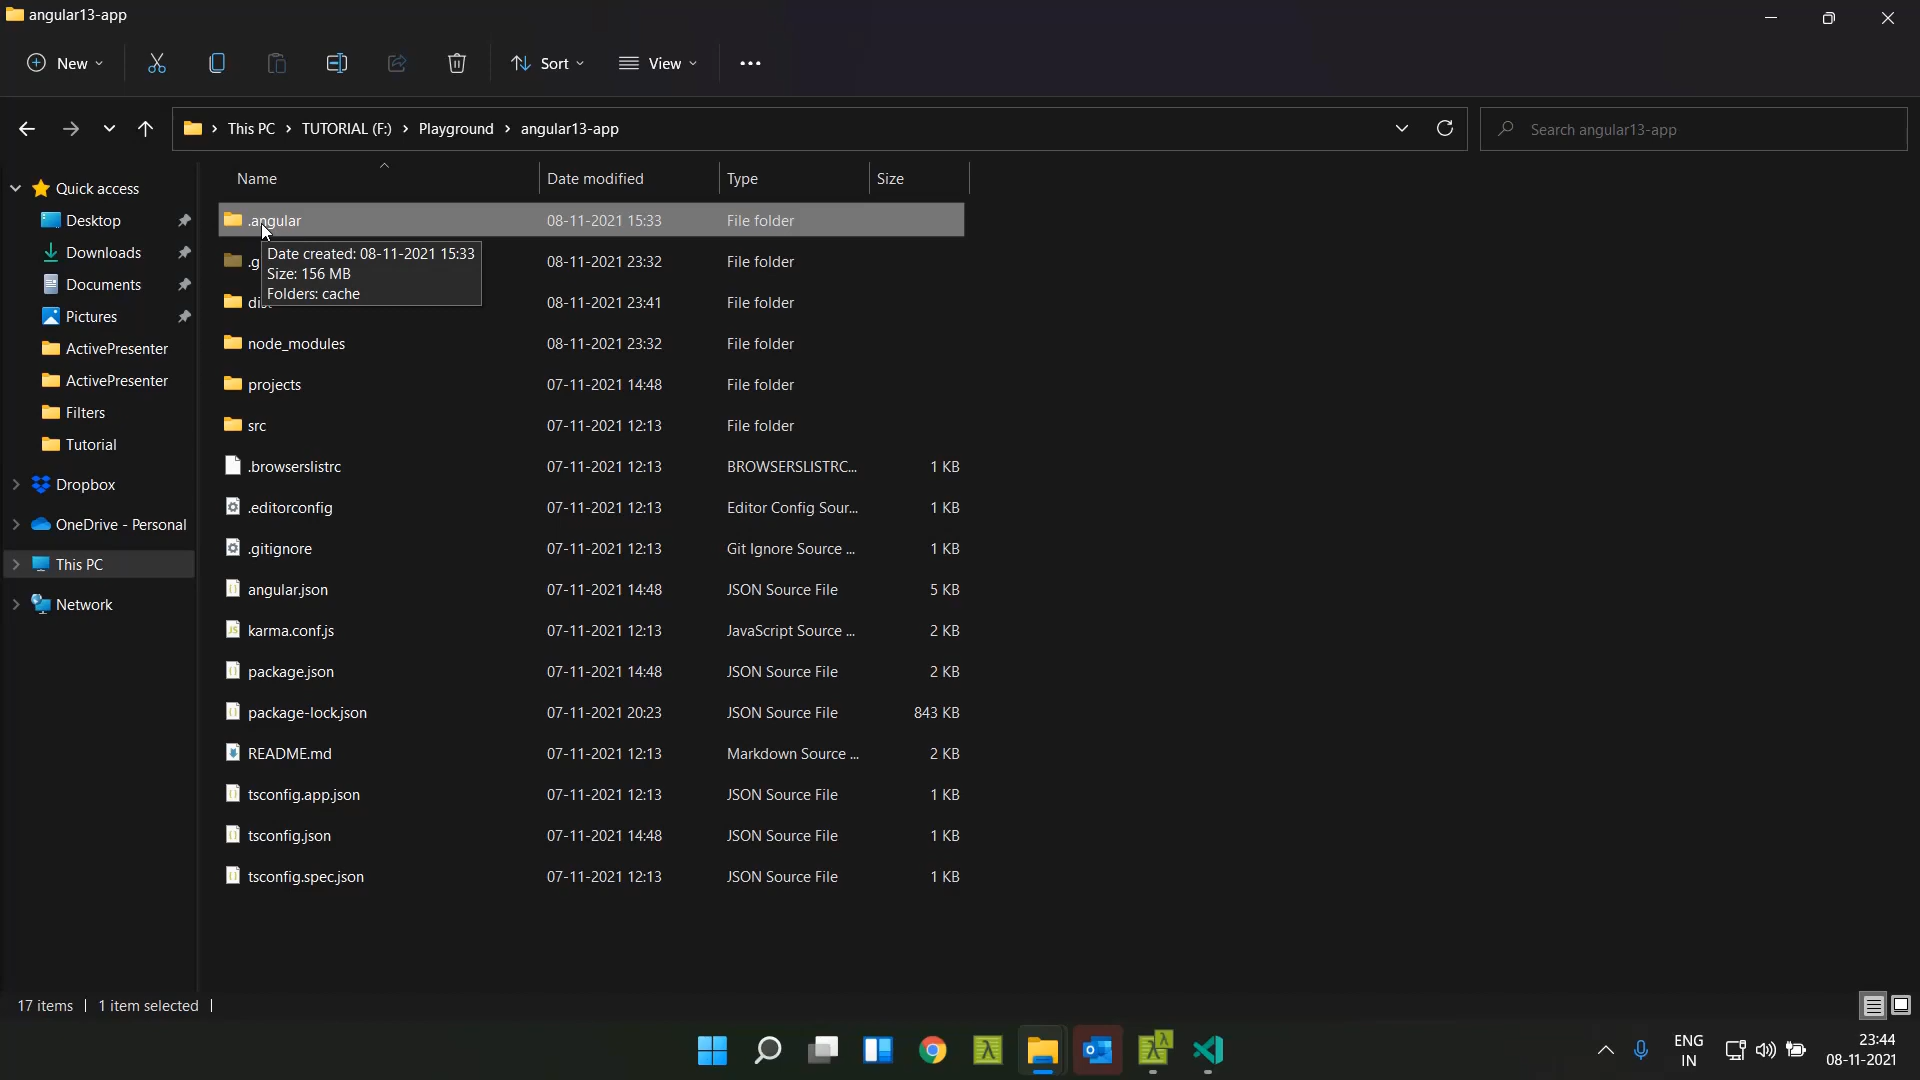 angular13-app
New
Sort
View
This PC > TUTORIAL (F:) > Playground > angular13-app
Search angular13-app
Name Date modified Type Size
Quick access
Desktop
Downloads
Documents
Pictures
ActivePresenter
ActivePresenter
Filters
Tutorial
Dropbox
OneDrive - Personal
This PC
Network
.angular 08-11-2021 15:33 File folder
Date created: 08-11-2021 15:33
Size: 156 MB
Folders: cache
.g 08-11-2021 23:32 File folder
08-11-2021 23:41 File folder
node_modules 08-11-2021 23:32 File folder
projects 07-11-2021 14:48 File folder
src 07-11-2021 12:13 File folder
.browserslistrc 07-11-2021 12:13 BROWSERSLISTRC... 1 KB
.editorconfig 07-11-2021 12:13 Editor Config Sour... 1 KB
.gitignore 07-11-2021 12:13 Git Ignore Source ... 1 KB
angular.json 07-11-2021 14:48 JSON Source File 5 KB
karma.conf.js 07-11-2021 12:13 JavaScript Source ... 2 KB
package.json 07-11-2021 14:48 JSON Source File 2 KB
package-lock.json 07-11-2021 20:23 JSON Source File 843 KB
README.md 07-11-2021 12:13 Markdown Source ... 2 KB
tsconfig.app.json 07-11-2021 12:13 JSON Source File 1 KB
tsconfig.json 07-11-2021 14:48 JSON Source File 1 KB
tsconfig.spec.json 07-11-2021 12:13 JSON Source File 1 KB
17 items | 1 item selected |
ENG
IN
23:44
08-11-2021